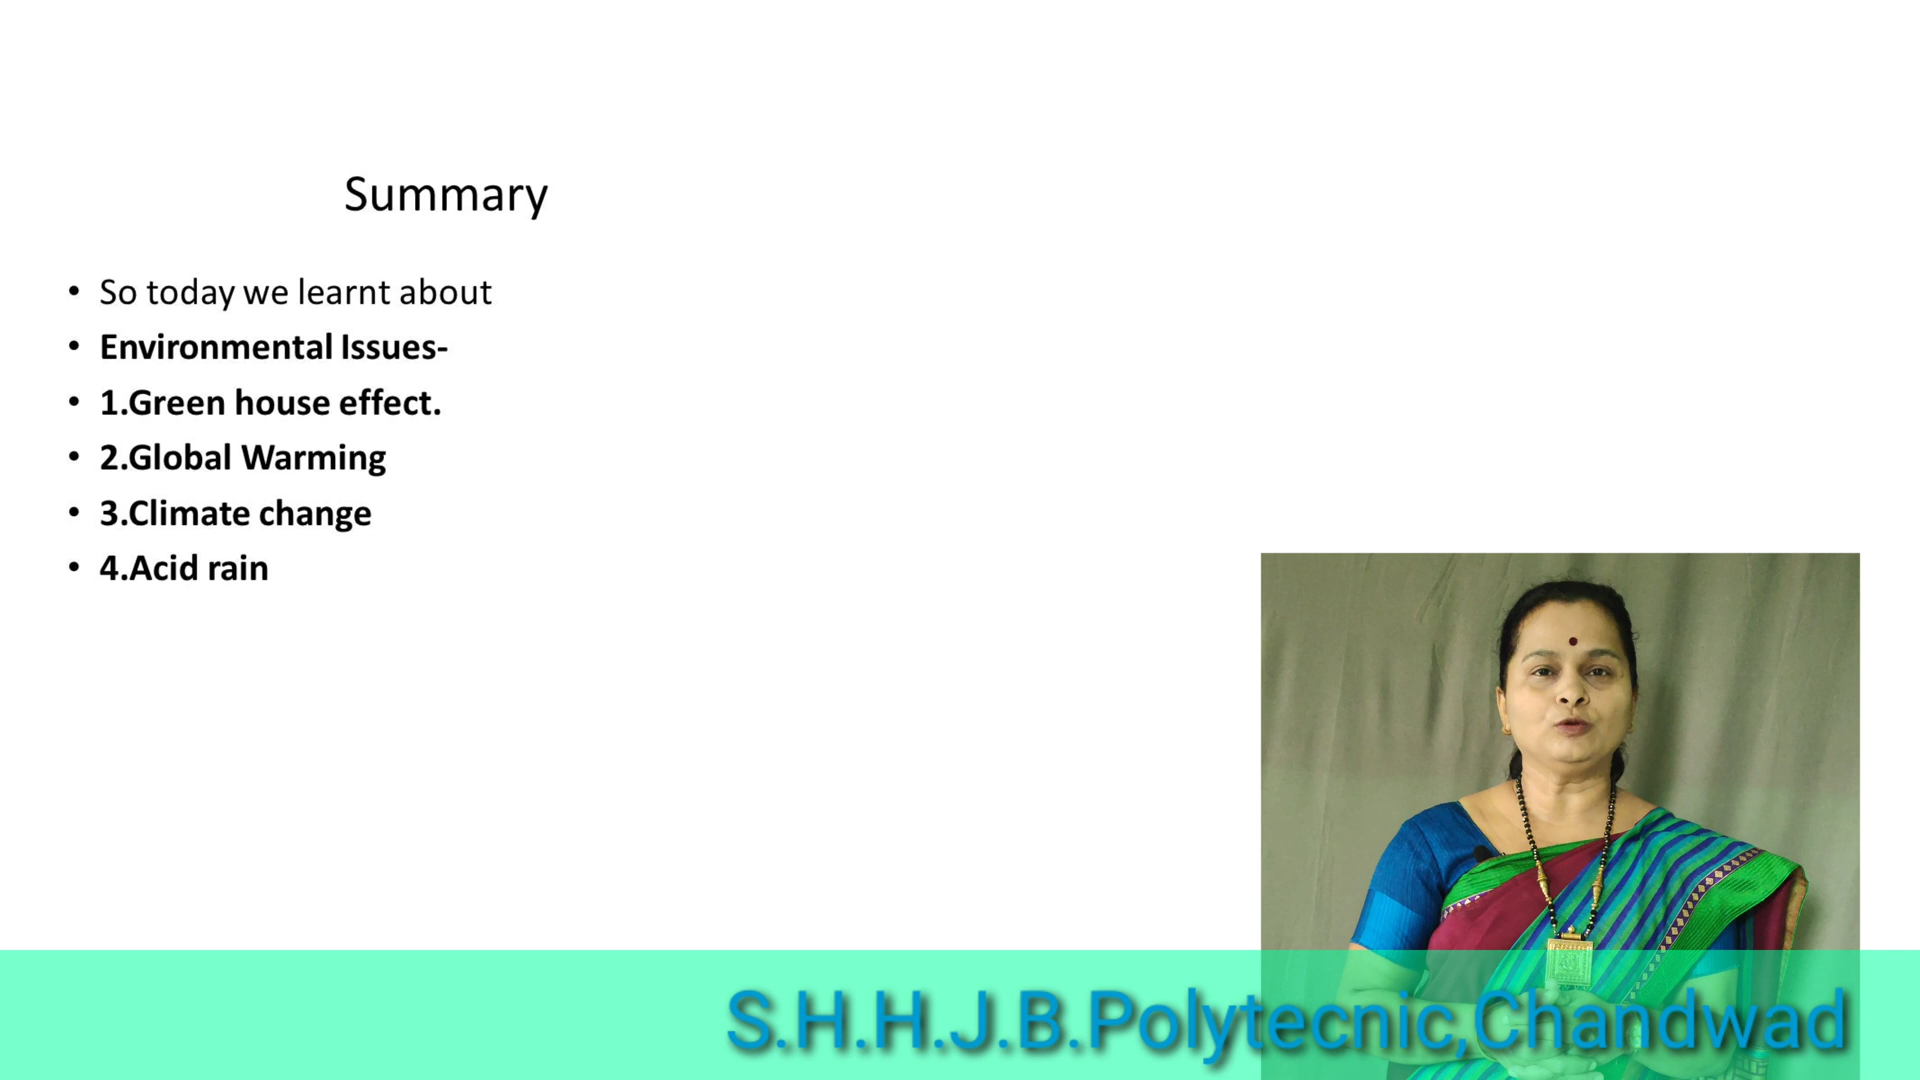 Summary
• So today we learnt about
• Environmental Issues-
• 1.Green house effect.
• 2.Global Warming
• 3.Climate change
• 4.Acid rain
S.H.H.J.B.Polytecnic,Chandwad